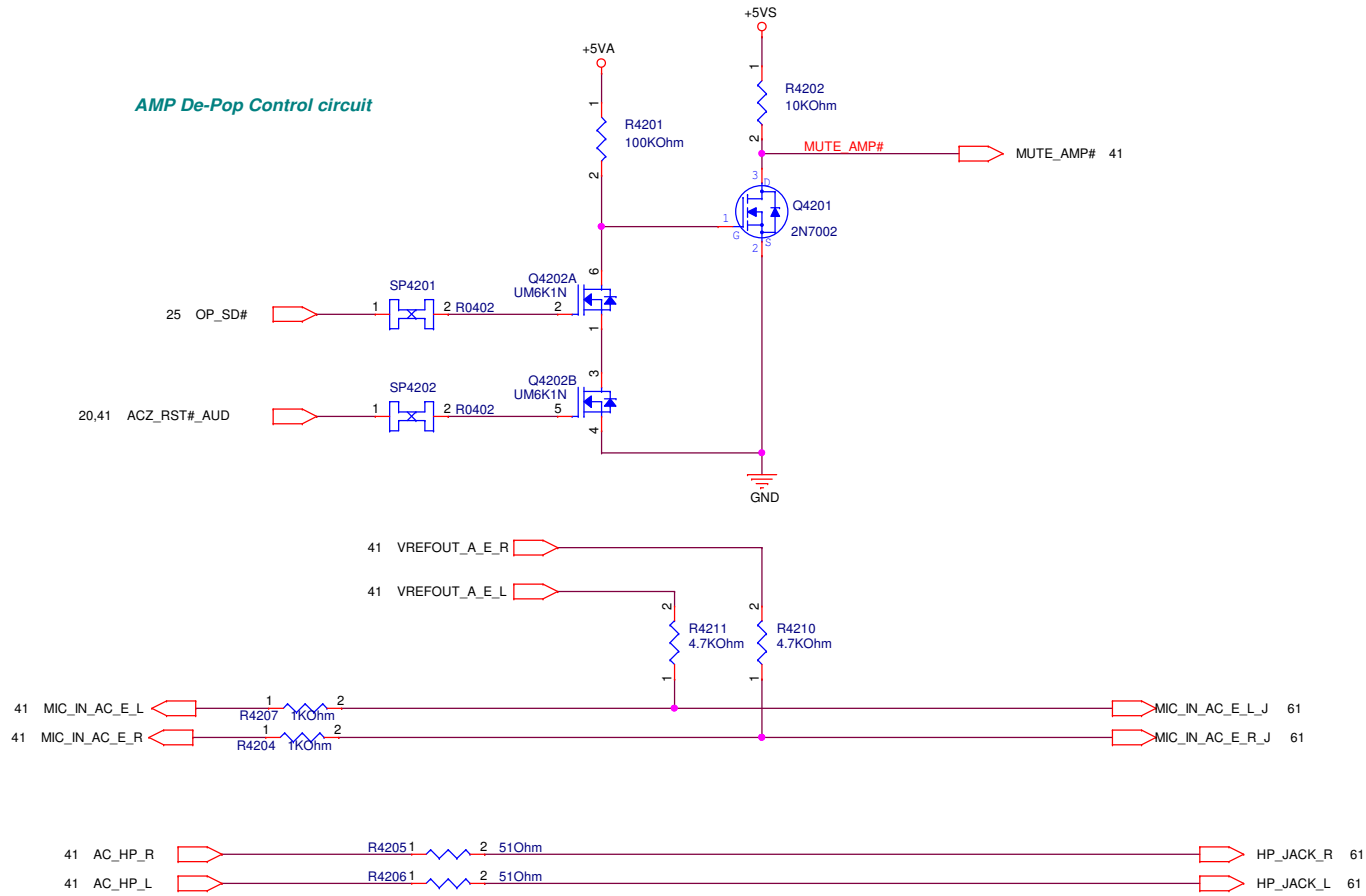 +5VS
+5VA
AMP De-Pop Control circuit
1
R4202
10KOhm
2
1
R4201
100KOhm
2
MUTE_AMP#
MUTE_AMP# 41
3
D
Q4201
2N7002
1
G
S
2
6
Q4202A
UM6K1N
SP4201
25 OP_SD#
1
2 R0402
2
1
3
Q4202B
UM6K1N
SP4202
20,41 ACZ_RST#_AUD
1
2 R0402
5
4
GND
41 VREFOUT_A_E_R
41 VREFOUT_A_E_L
2
R4211
4.7KOhm
1
2
R4210
4.7KOhm
1
41 MIC_IN_AC_E_L
1
2
R4207 1KOhm
MIC_IN_AC_E_L_J 61
41 MIC_IN_AC_E_R
1
2
R4204 1KOhm
MIC_IN_AC_E_R_J 61
41 AC_HP_R
R4205 1
2 51Ohm
HP_JACK_R 61
41 AC_HP_L
R4206 1
2 51Ohm
HP_JACK_L 61